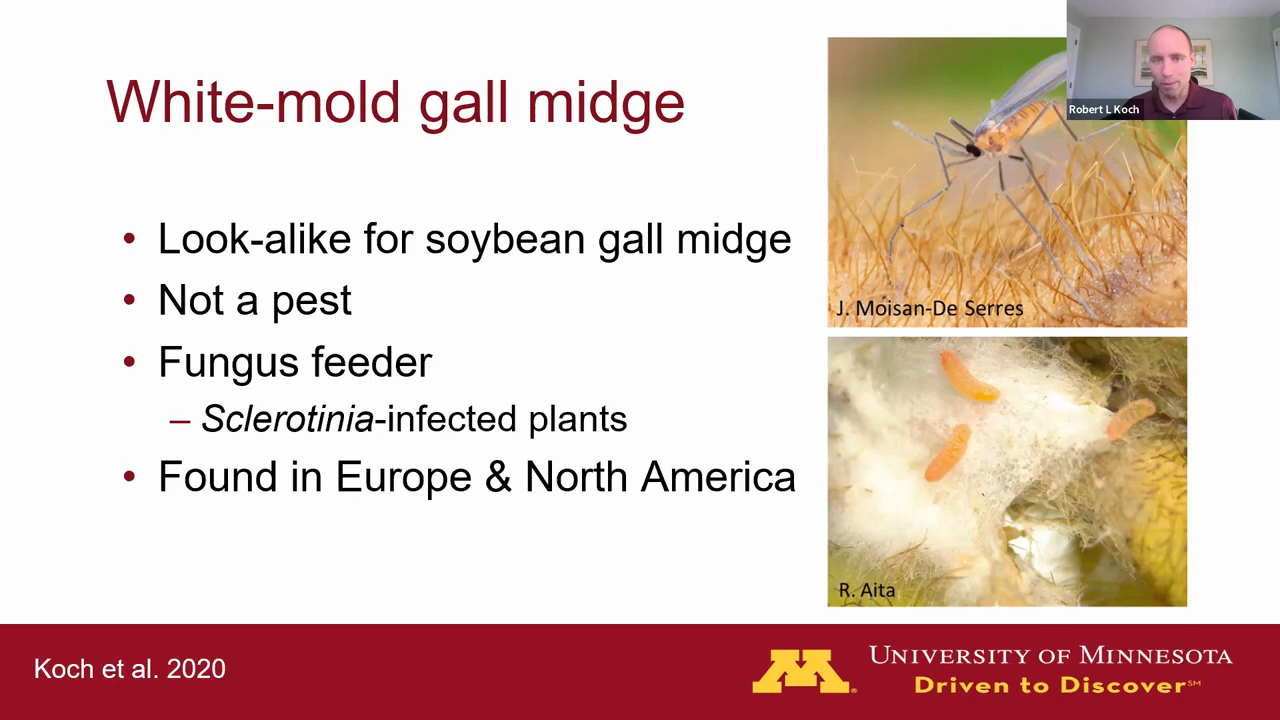 Robert L Koch
White-mold gall midge
• Look-alike for soybean gall midge
• Not a pest
• Fungus feeder
– Sclerotinia-infected plants
• Found in Europe & North America
J. Moisan-De Serres
R. Aita
Koch et al. 2020
M®
UNIVERSITY OF MINNESOTA
Driven to Discover℠